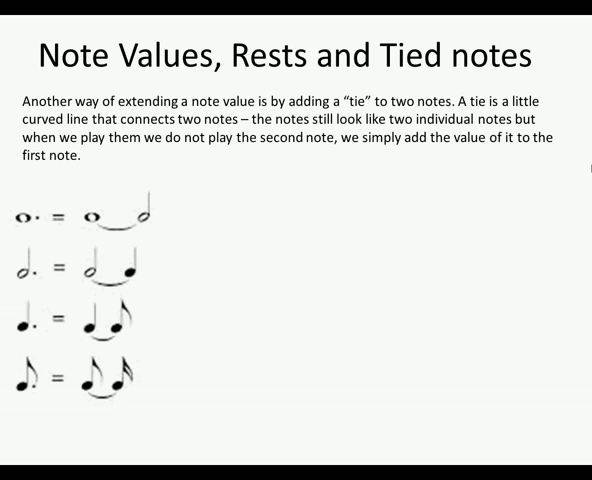 Note Values, Rests and Tied notes
Another way of extending a note value is by adding a “tie” to two notes. A tie is a little
curved line that connects two notes – the notes still look like two individual notes but
when we play them we do not play the second note, we simply add the value of it to the
first note.
=
=
=
=